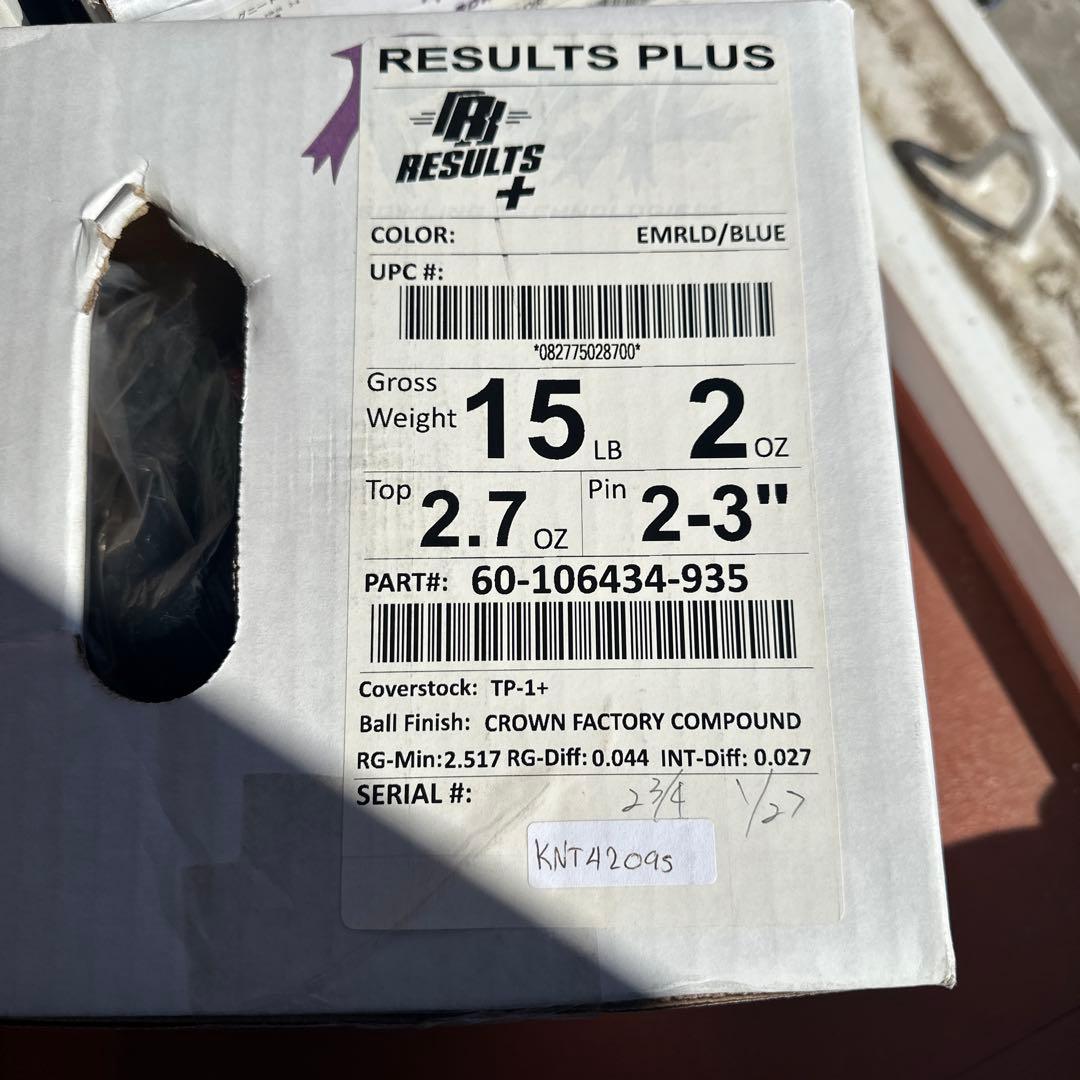 RESULTS PLUS
RESULTS
+
COLOR: EMRLD/BLUE
UPC #:
*082775028700*
Gross Weight 15 LB 2 OZ
Top 2.7 OZ Pin 2-3"
PART#: 60-106434-935
Coverstock: TP-1+
Ball Finish: CROWN FACTORY COMPOUND
RG-Min:2.517 RG-Diff: 0.044 INT-Diff: 0.027
SERIAL #:
2 3/4 1/27
KNT4209s